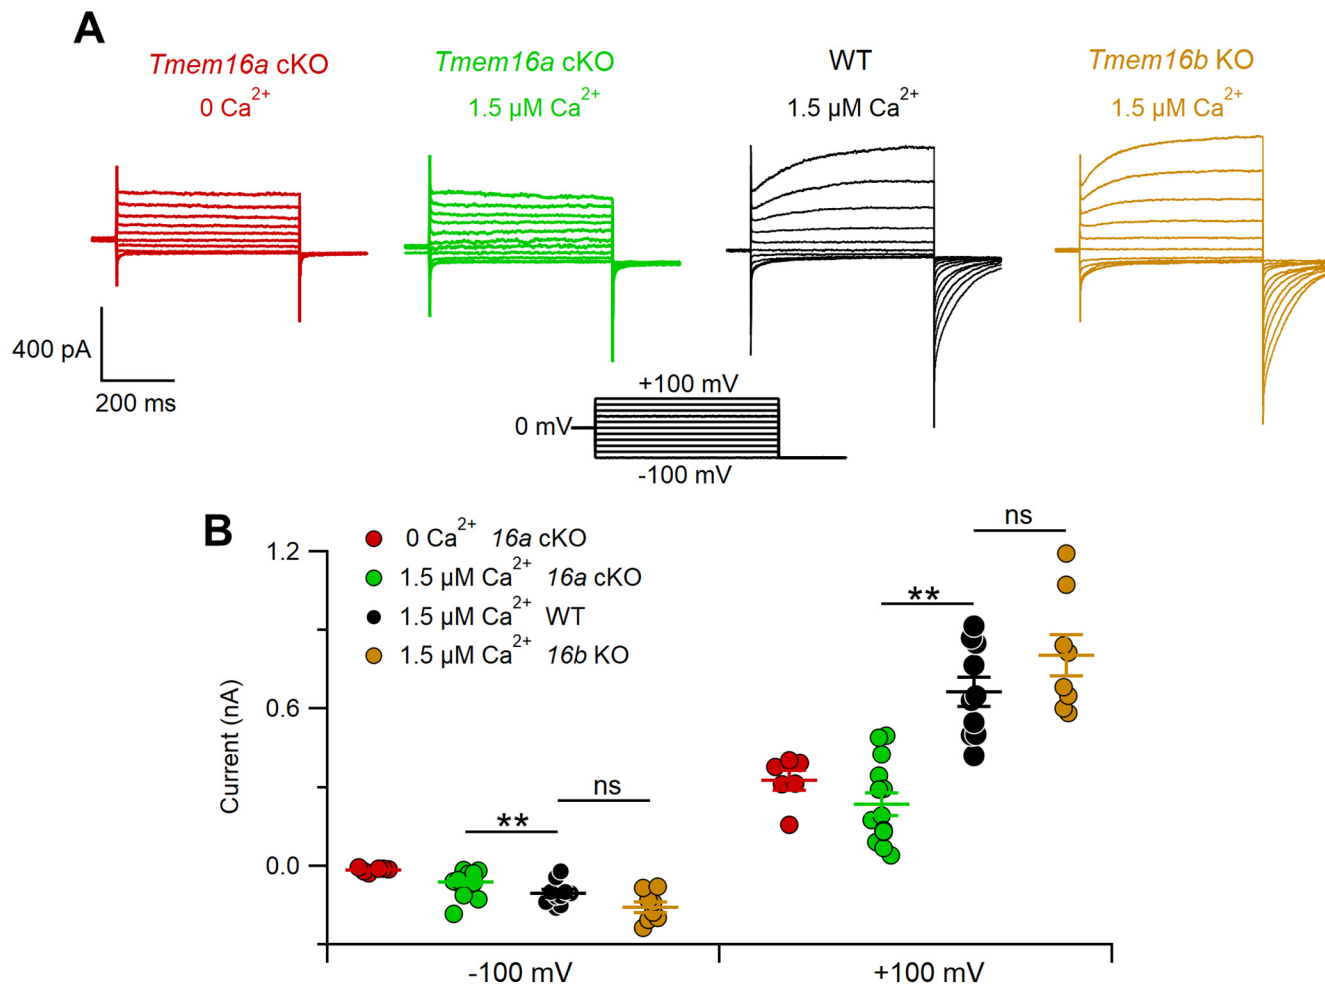 A
Tmem16a cKO
0 Ca²⁺
Tmem16a cKO
1.5 µM Ca²⁺
WT
1.5 µM Ca²⁺
Tmem16b KO
1.5 µM Ca²⁺
400 pA
200 ms
+100 mV
0 mV
-100 mV
B
0 Ca²⁺ 16a cKO
1.5 µM Ca²⁺ 16a cKO
1.5 µM Ca²⁺ WT
1.5 µM Ca²⁺ 16b KO
Current (nA)
1.2
0.6
0.0
**
ns
**
ns
-100 mV
+100 mV